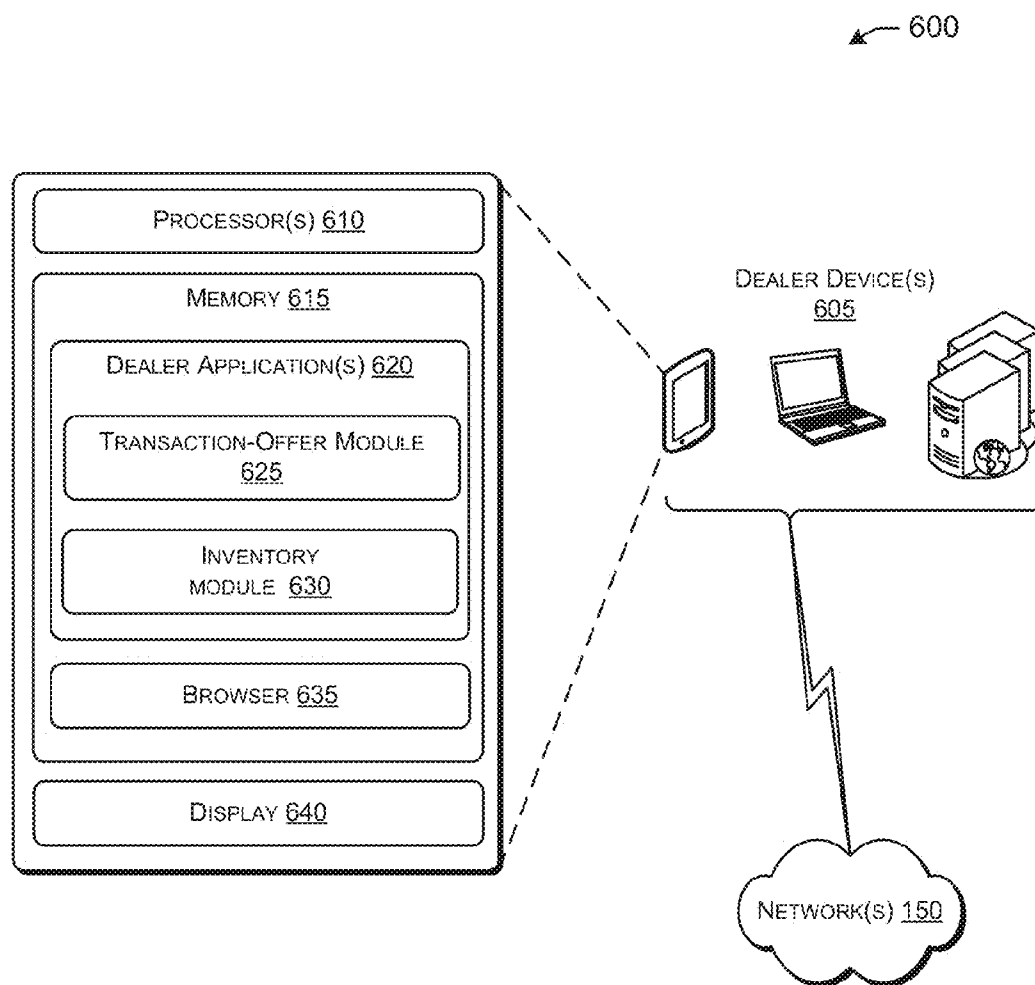 600
PROCESSOR(S) 610
MEMORY 615
DEALER APPLICATION(S) 620
TRANSACTION-OFFER MODULE
625
INVENTORY
MODULE 630
BROWSER 635
DISPLAY 640
DEALER DEVICE(S)
605
NETWORK(S) 150